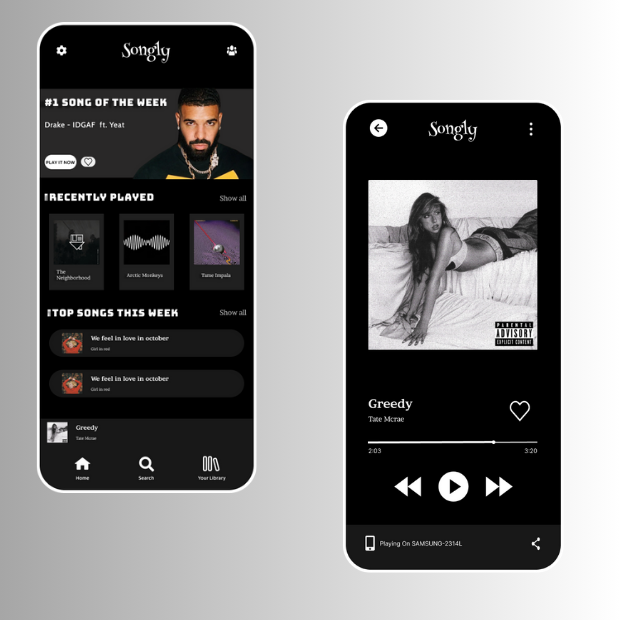 Songly
#1 SONG OF THE WEEK
Drake - IDGAF ft. Yeat
PLAY IT NOW
RECENTLY PLAYED
Show all
The
Neighborhood
Arctic Monkeys
Tame Impala
TOP SONGS THIS WEEK
Show all
We feel in love in october
Girl in red
We feel in love in october
Girl in red
Greedy
Tate Mcrae
Home
Search
Your Library
Songly
PARENTAL
ADVISORY
EXPLICIT CONTENT
Greedy
Tate Mcrae
2:03
3:20
Playing On SAMSUNG-2314L